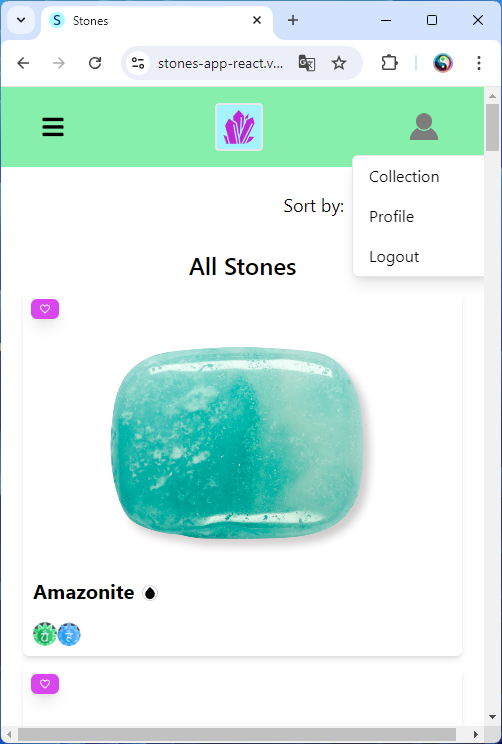 Stones
stones-app-react.v...
Collection
Sort by:
Profile
Logout
All Stones
Amazonite